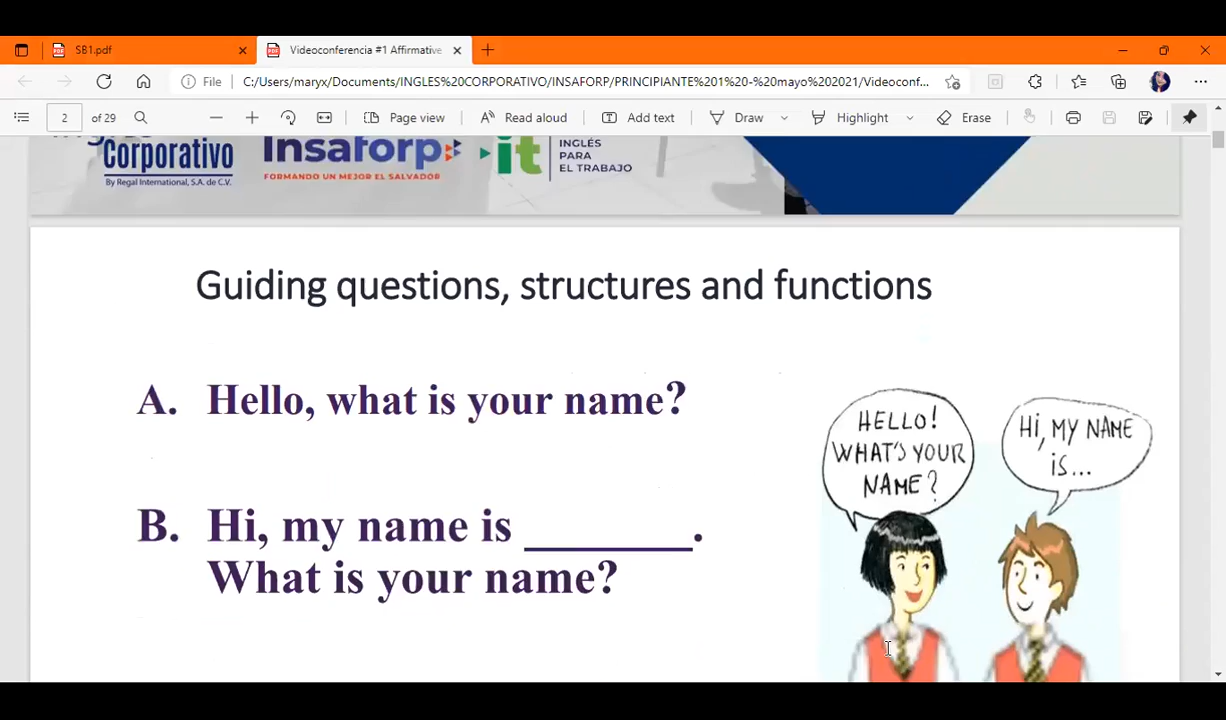 SB1.pdf
Videoconferencia #1 Affirmative
File
C:/Users/maryx/Documents/INGLES%20CORPORATIVO/INSAFORP/PRINCIPIANTE%201%20-%20mayo%202021/Videoconf...
2 of 29
Page view
Read aloud
Add text
Draw
Highlight
Erase
Corporativo
By Regal International, S.A. de C.V.
Insaforp
FORMANDO UN MEJOR EL SALVADOR
it
INGLÉS
PARA
EL TRABAJO
Guiding questions, structures and functions
A. Hello, what is your name?
B. Hi, my name is ________.
What is your name?
HELLO!
WHAT'S YOUR
NAME?
Hi, MY NAME
iS...